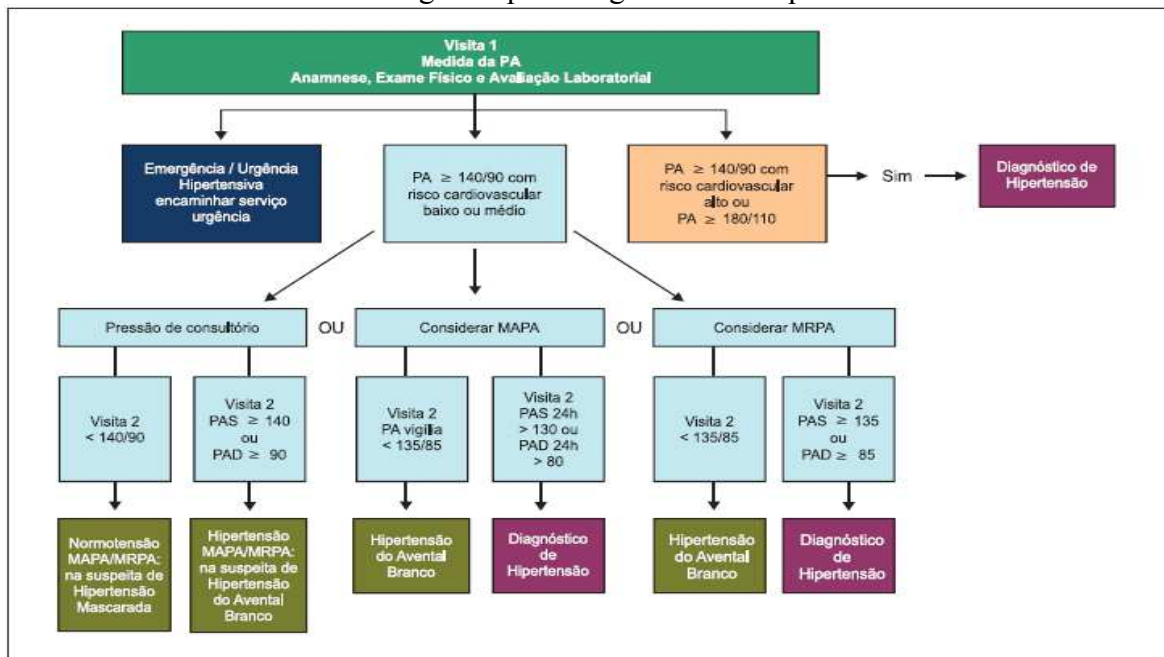 Visita 1
Medida da PA
Anamnese, Exame Físico e Avaliação Laboratorial
Emergência / Urgência
Hipertensiva
encaminhar serviço
urgência
PA ≥ 140/90 com
risco cardiovascular
baixo ou médio
PA ≥ 140/90 com
risco cardiovascular
alto ou
PA ≥ 180/110
Sim
Diagnóstico de
Hipertensão
Pressão de consultório
OU
Considerar MAPA
OU
Considerar MRPA
Visita 2
< 140/90
Visita 2
PAS ≥ 140
ou
PAD ≥ 90
Visita 2
PA vigília
< 135/85
Visita 2
PAS 24h
> 130 ou
PAD 24h
> 80
Visita 2
< 135/85
Visita 2
PAS ≥ 135
ou
PAD ≥ 85
Normotensão
MAPA/MRPA:
na suspeita de
Hipertensão
Mascarada
Hipertensão
MAPA/MRPA:
na suspeita de
Hipertensão
do Avental
Branco
Hipertensão
do Avental
Branco
Diagnóstico
de
Hipertensão
Hipertensão
do Avental
Branco
Diagnóstico
de
Hipertensão